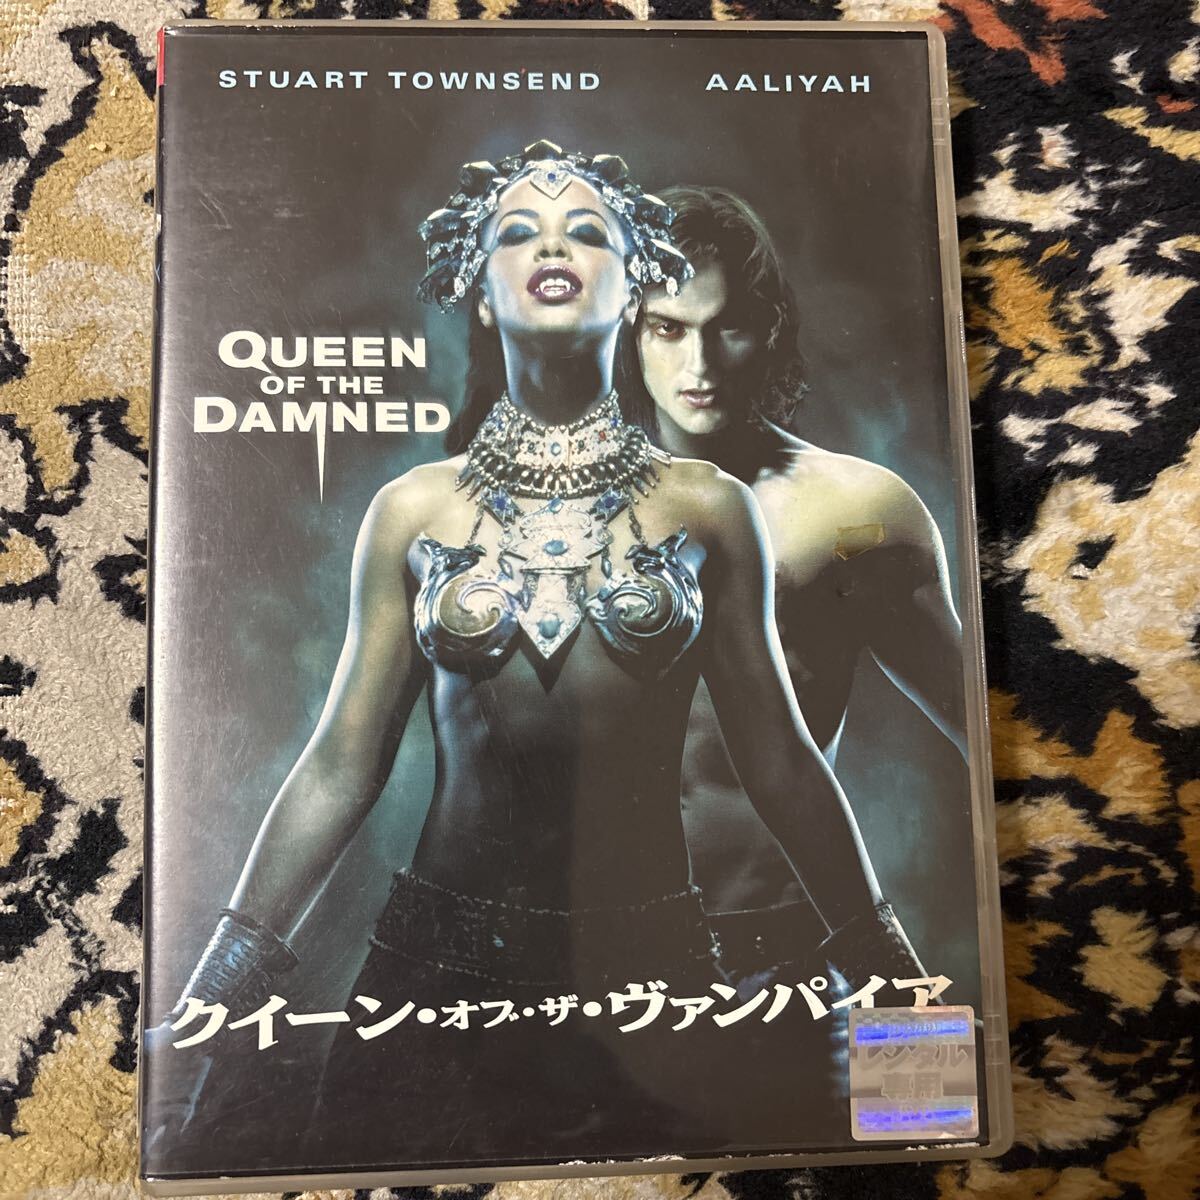 STUART TOWNSEND
AALIYAH
QUEEN
OF THE
DAMNED
クイーン・オブ・ザ・ヴァンパイア
レンタル
専用